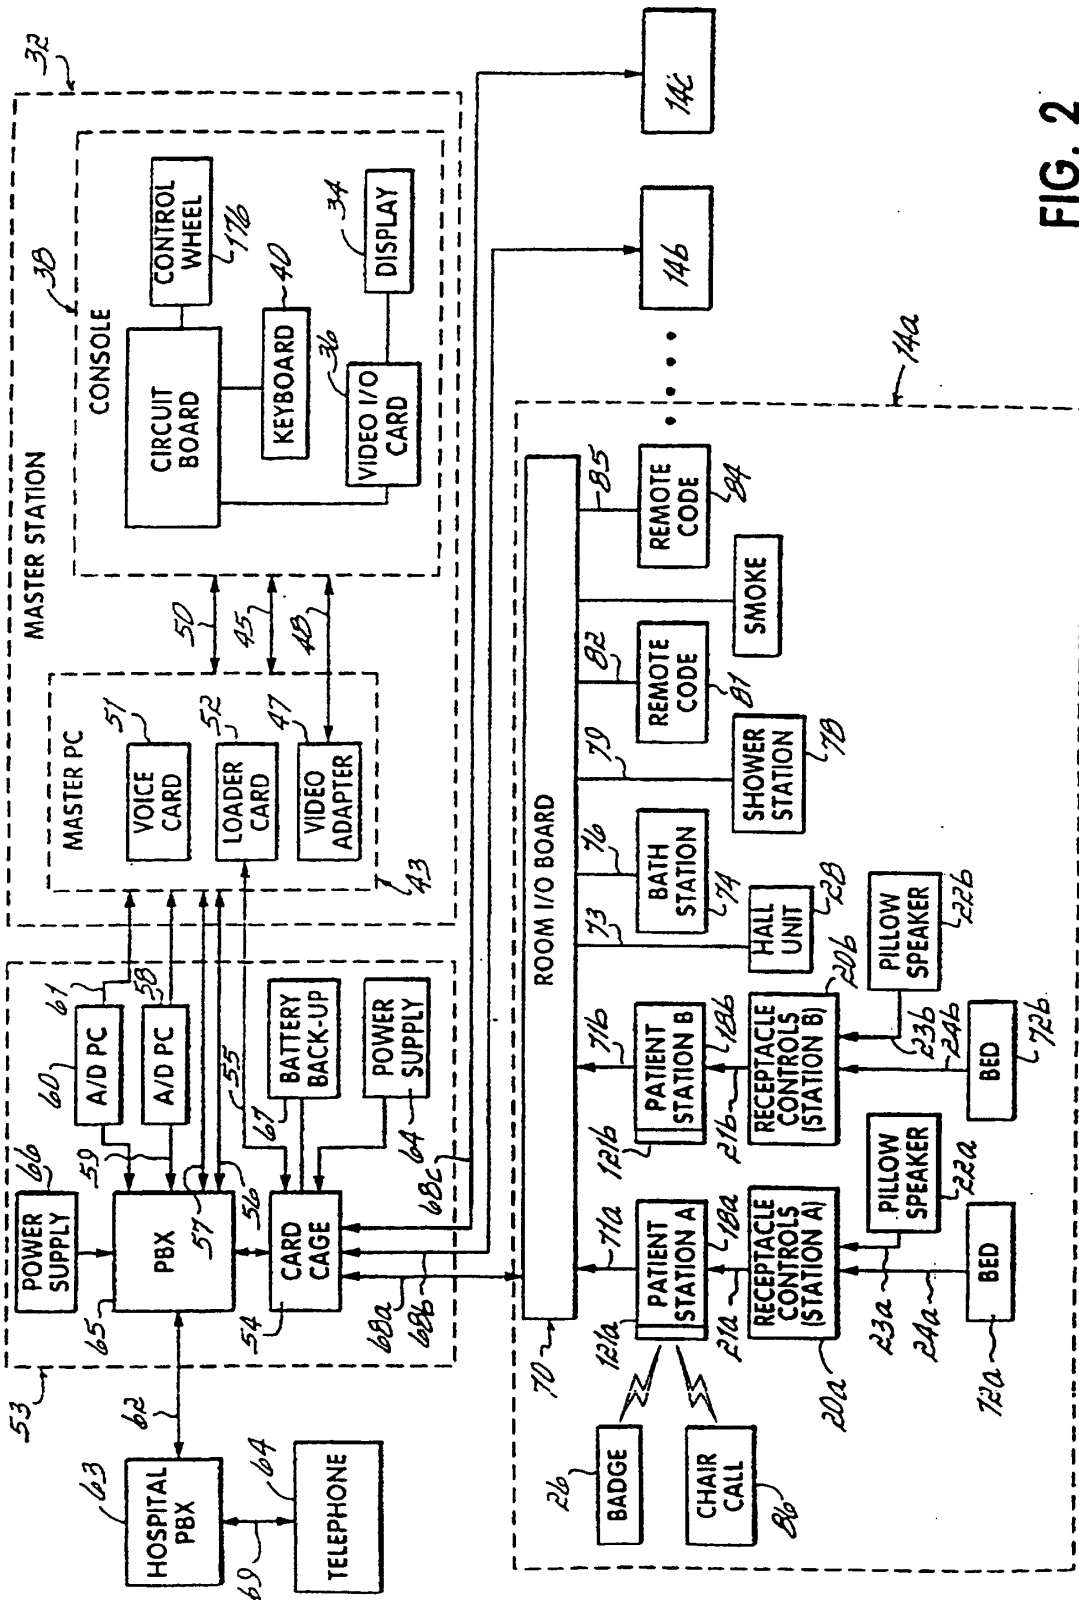 32
MASTER STATION
38
CONSOLE
CIRCUIT
BOARD
CONTROL
WHEEL
176
KEYBOARD
40
36
VIDEO I/O
CARD
34
DISPLAY
50
45
48
MASTER PC
VOICE
CARD
51
LOADER
CARD
52
VIDEO
ADAPTER
47
43
53
66
POWER
SUPPLY
60
A/D PC
61
A/D PC
58
59
65
PBX
57
56
55
54
CARD
CAGE
BATTERY
BACK-UP
67
POWER
SUPPLY
64
68a
68b
68c
63
HOSPITAL
PBX
62
69
TELEPHONE
64
14b
14c
14a
70
ROOM I/O BOARD
71a
71b
73
76
79
82
85
121a
PATIENT
STATION A
18a
121b
PATIENT
STATION B
18b
HALL
UNIT
28
BATH
STATION
74
SHOWER
STATION
78
REMOTE
CODE
81
SMOKE
REMOTE
CODE
84
26
BADGE
CHAIR
CALL
86
21a
RECEPTACLE
CONTROLS
(STATION A)
20a
21b
RECEPTACLE
CONTROLS
(STATION B)
20b
23a
24a
PILLOW
SPEAKER
22a
23b
24b
PILLOW
SPEAKER
22b
BED
72a
BED
72b
FIG. 2